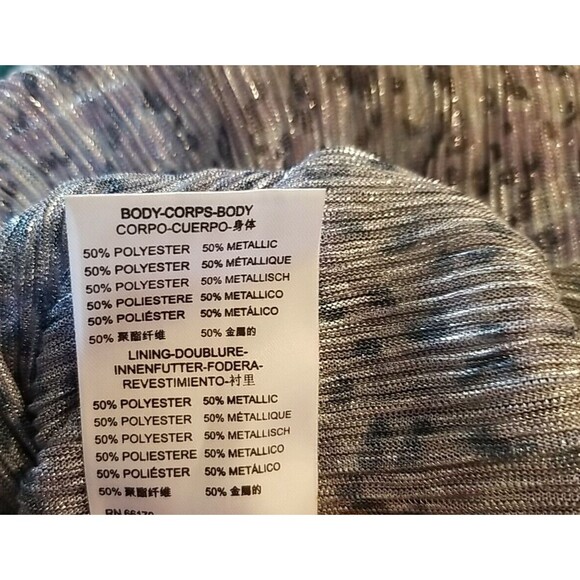 BODY-CORPS-BODY
CORPO-CUERPO-身体
50% POLYESTER 50% METALLIC
50% POLYESTER 50% MÉTALLIQUE
50% POLYESTER 50% METALLISCH
50% POLIESTERE 50% METALLICO
50% POLIÉSTER 50% METÁLICO
50% 聚酯纤维 50% 金属的
LINING-DOUBLURE-
INNENFUTTER-FODERA-
REVESTIMIENTO-衬里
50% POLYESTER 50% METALLIC
50% POLYESTER 50% MÉTALLIQUE
50% POLYESTER 50% METALLISCH
50% POLIESTERE 50% METALLICO
50% POLIÉSTER 50% METÁLICO
50% 聚酯纤维 50% 金属的
RN 66170